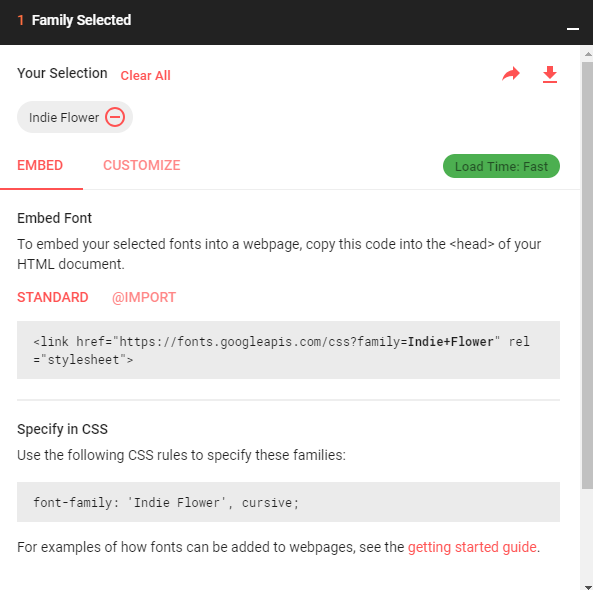 1 Family Selected
Your Selection Clear All
Indie Flower
EMBED CUSTOMIZE Load Time: Fast
Embed Font
To embed your selected fonts into a webpage, copy this code into the <head> of your
HTML document.
STANDARD @IMPORT
<link href="https://fonts.googleapis.com/css?family=Indie+Flower" rel
="stylesheet">
Specify in CSS
Use the following CSS rules to specify these families:
font-family: 'Indie Flower', cursive;
For examples of how fonts can be added to webpages, see the getting started guide.